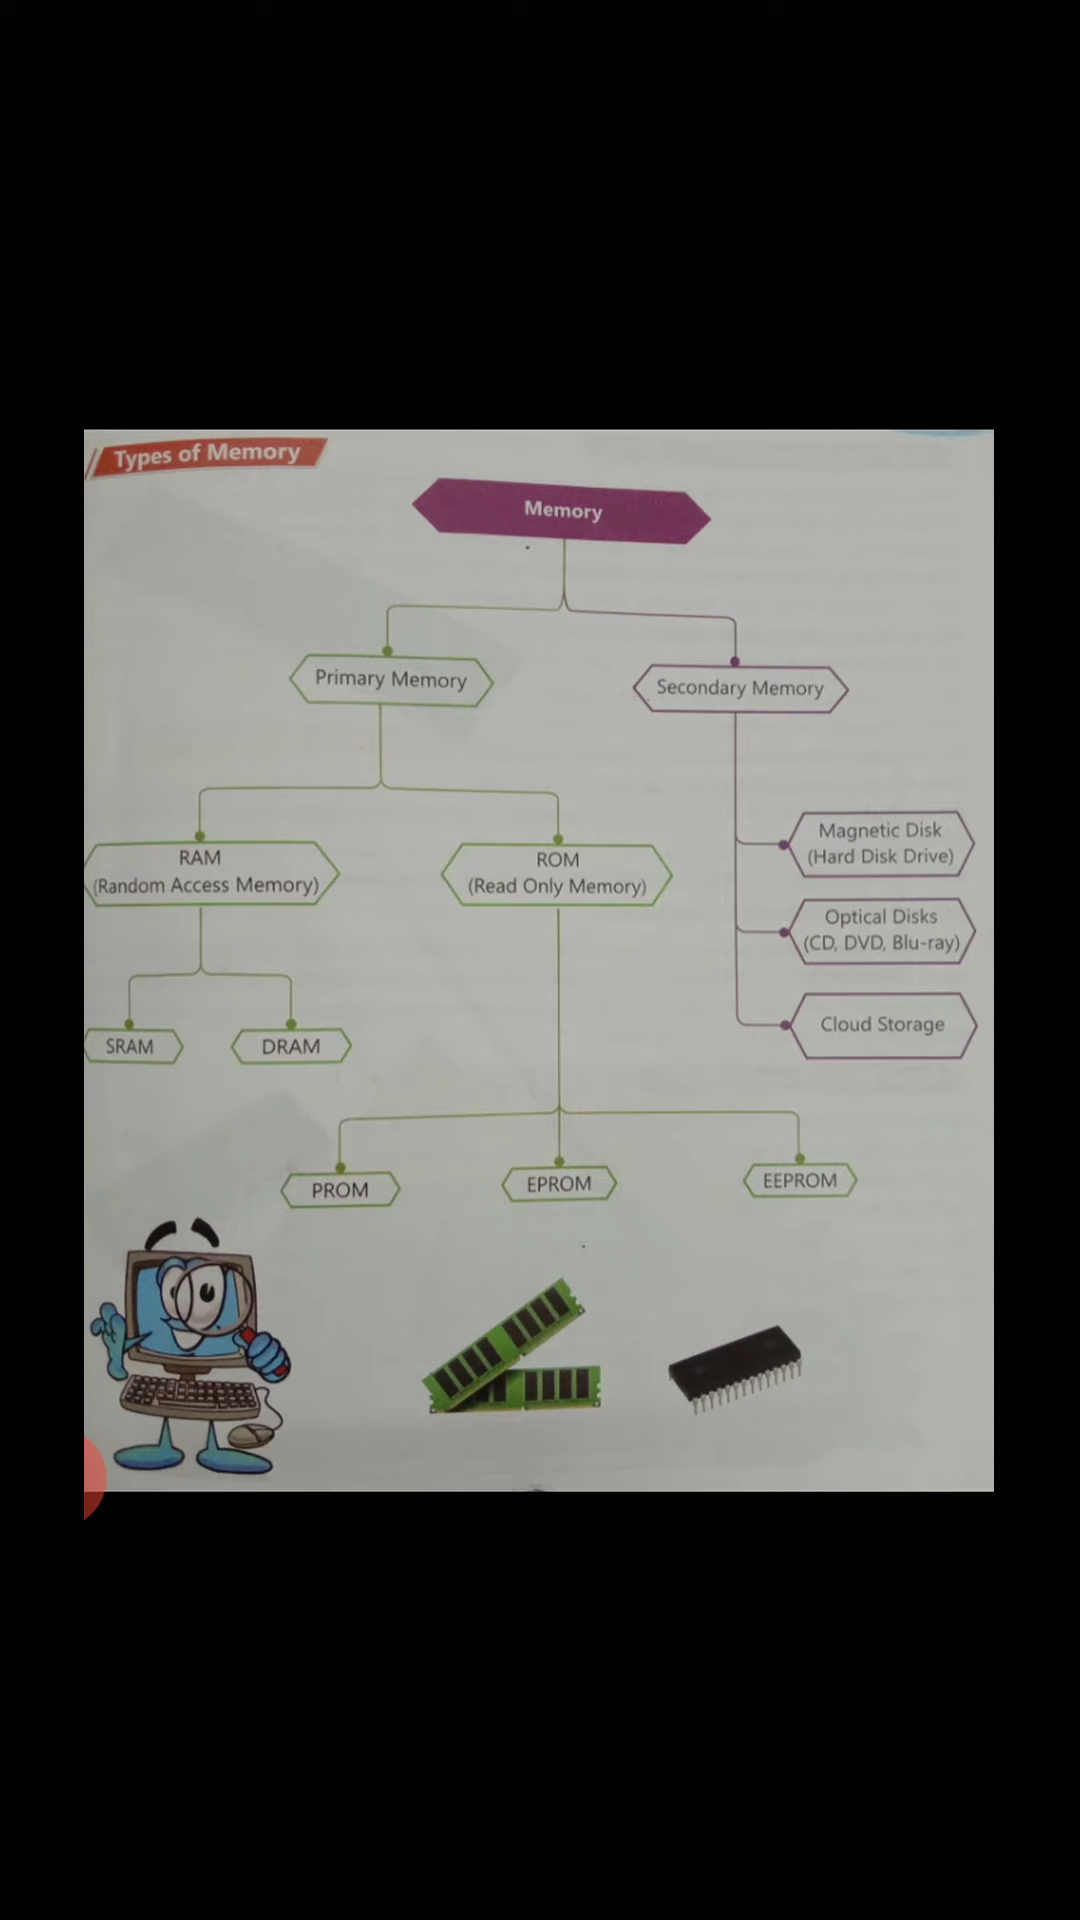 Types of Memory
Memory
Primary Memory
Secondary Memory
RAM
(Random Access Memory)
ROM
(Read Only Memory)
Magnetic Disk
(Hard Disk Drive)
Optical Disks
(CD, DVD, Blu-ray)
Cloud Storage
SRAM
DRAM
PROM
EPROM
EEPROM